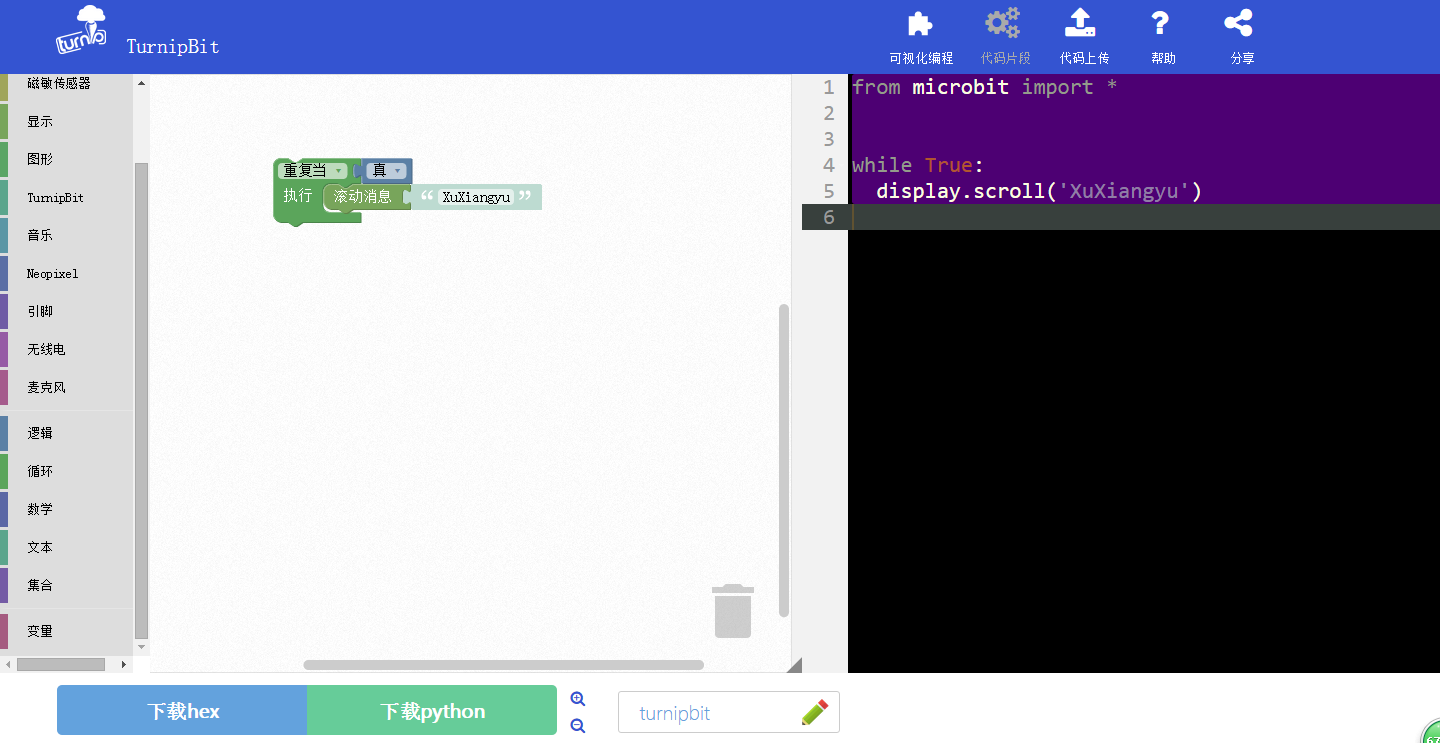 turnip
TurnipBit
可视化编程
代码片段
代码上传
帮助
分享
磁敏传感器
显示
图形
TurnipBit
音乐
Neopixel
引脚
无线电
麦克风
逻辑
循环
数学
文本
集合
变量
重复当 真
执行 滚动消息 “ XuXiangyu ”
1 from microbit import *
2
3
4 while True:
5 display.scroll('XuXiangyu')
6
下载hex
下载python
turnipbit